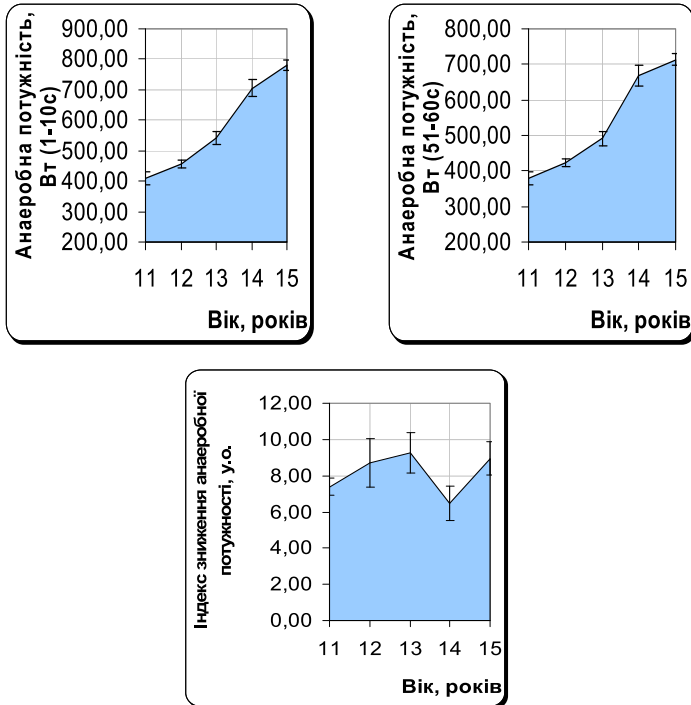 Анаеробна потужність,
Вт (1-10с)
900,00
800,00
700,00
600,00
500,00
400,00
300,00
200,00
11 12 13 14 15
Вік, років
Анаеробна потужність,
Вт (51-60с)
800,00
700,00
600,00
500,00
400,00
300,00
200,00
11 12 13 14 15
Вік, років
Індекс зниження анаеробної
потужності, у.о.
12,00
10,00
8,00
6,00
4,00
2,00
0,00
11 12 13 14 15
Вік, років